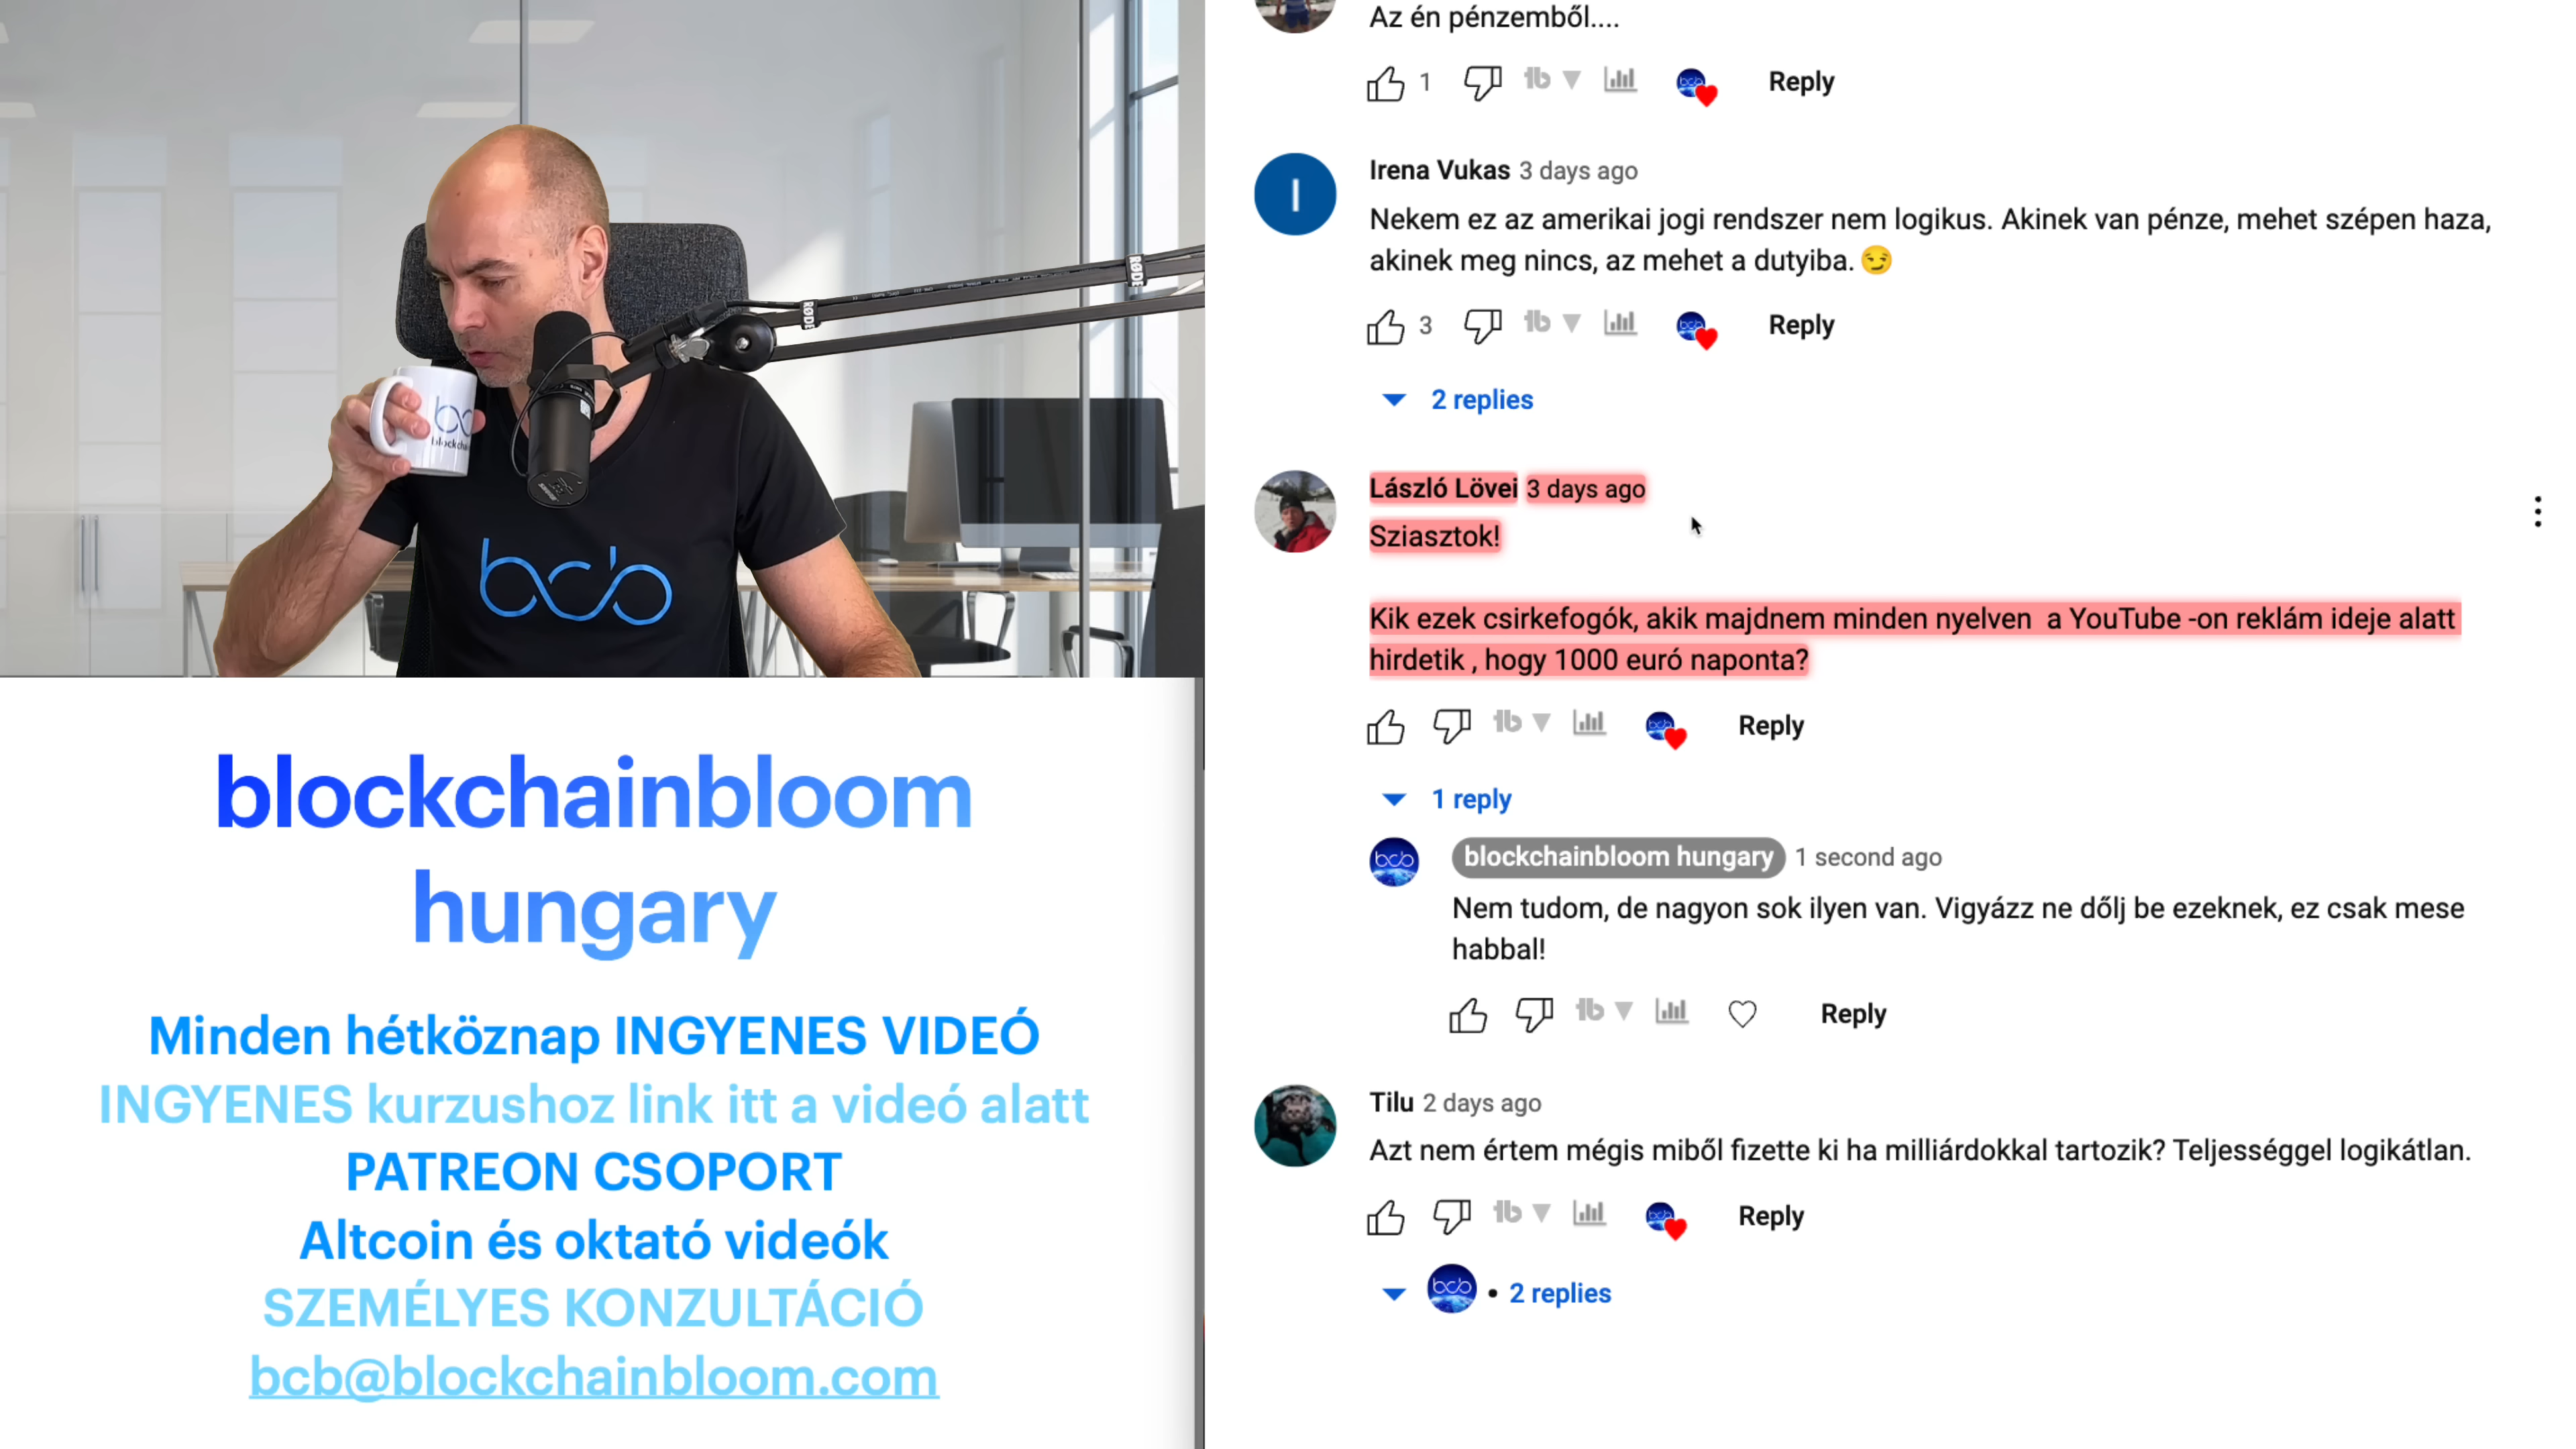 RØDE
RØDE
bcb
blockchainbloom
hungary
Minden hétköznap INGYENES VIDEÓ
INGYENES kurzushoz link itt a videó alatt
PATREON CSOPORT
Altcoin és oktató videók
SZEMÉLYES KONZULTÁCIÓ
bcb@blockchainbloom.com
Az én pénzemből....
1
Reply
I
Irena Vukas 3 days ago
Nekem ez az amerikai jogi rendszer nem logikus. Akinek van pénze, mehet szépen haza,
akinek meg nincs, az mehet a dutyiba.😏
3
Reply
2 replies
László Lövei 3 days ago
Sziasztok!
Kik ezek csirkefogók, akik majdnem minden nyelven a YouTube -on reklám ideje alatt
hirdetik , hogy 1000 euró naponta?
Reply
1 reply
bcb
blockchainbloom hungary 1 second ago
Nem tudom, de nagyon sok ilyen van. Vigyázz ne dőlj be ezeknek, ez csak mese
habbal!
Reply
Tilu 2 days ago
Azt nem értem mégis miből fizette ki ha milliárdokkal tartozik? Teljességgel logikátlan.
Reply
bcb • 2 replies